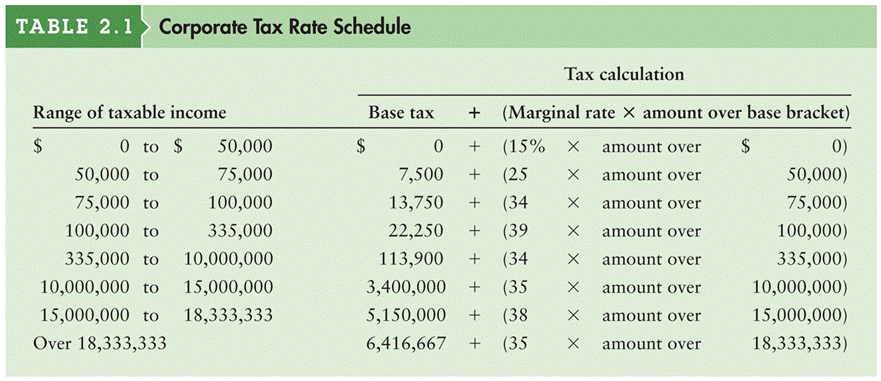 TABLE 2.1 Corporate Tax Rate Schedule
Tax calculation
Range of taxable income Base tax + (Marginal rate × amount over base bracket)
$ 0 to $ 50,000 $ 0 + (15% × amount over $ 0)
50,000 to 75,000 7,500 + (25 × amount over 50,000)
75,000 to 100,000 13,750 + (34 × amount over 75,000)
100,000 to 335,000 22,250 + (39 × amount over 100,000)
335,000 to 10,000,000 113,900 + (34 × amount over 335,000)
10,000,000 to 15,000,000 3,400,000 + (35 × amount over 10,000,000)
15,000,000 to 18,333,333 5,150,000 + (38 × amount over 15,000,000)
Over 18,333,333 6,416,667 + (35 × amount over 18,333,333)